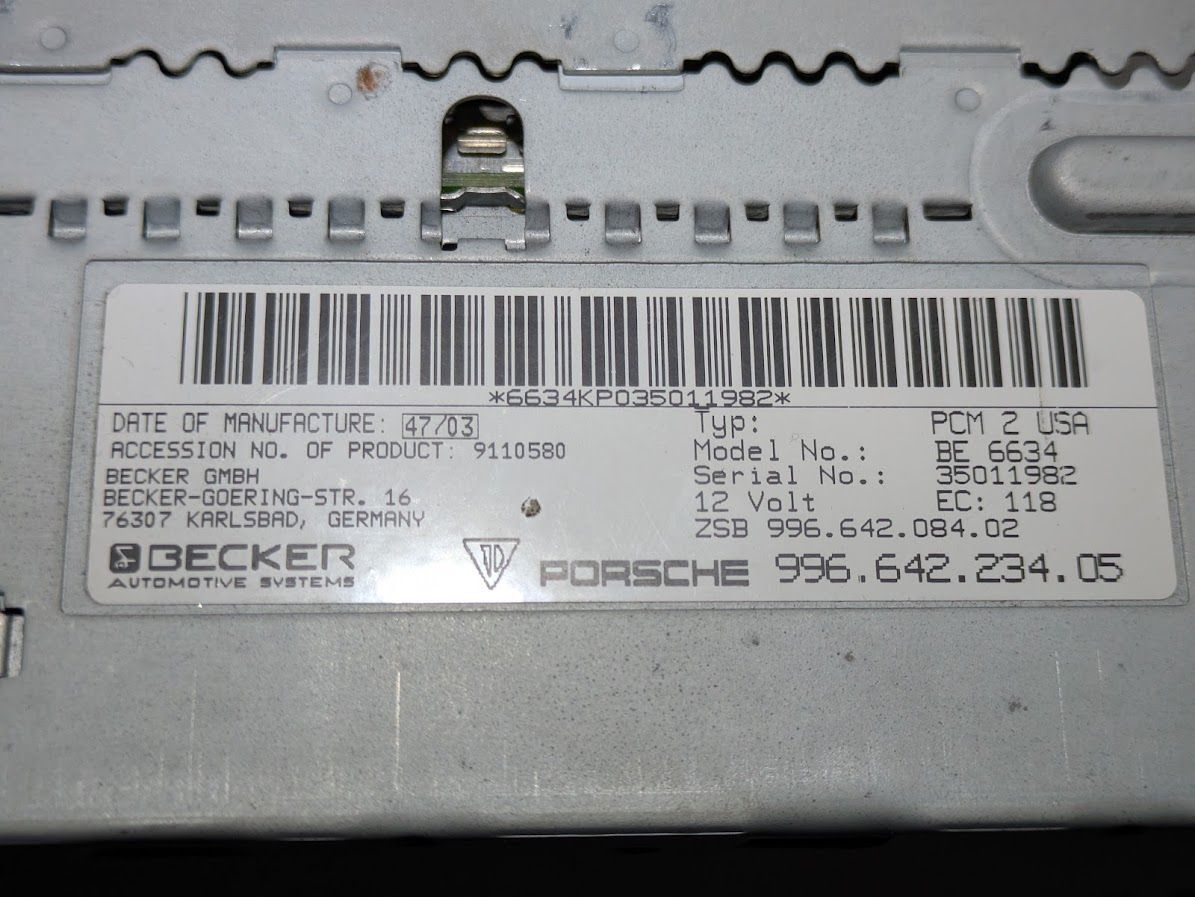 *6634KP035011982*
DATE OF MANUFACTURE: 47/03
ACCESSION NO. OF PRODUCT: 9110580
BECKER GMBH
BECKER-GOERING-STR. 16
76307 KARLSBAD, GERMANY
BECKER
AUTOMOTIVE SYSTEMS
Typ: PCM 2 USA
Model No.: BE 6634
Serial No.: 35011982
12 Volt EC: 118
ZSB 996.642.084.02
PORSCHE 996.642.234.05